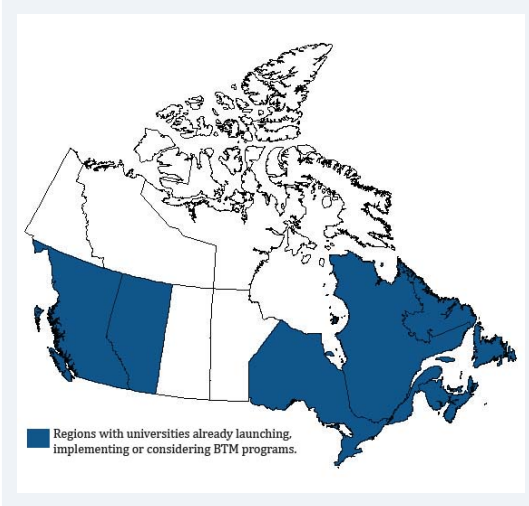 Regions with universities already launching,
implementing or considering BTM programs.